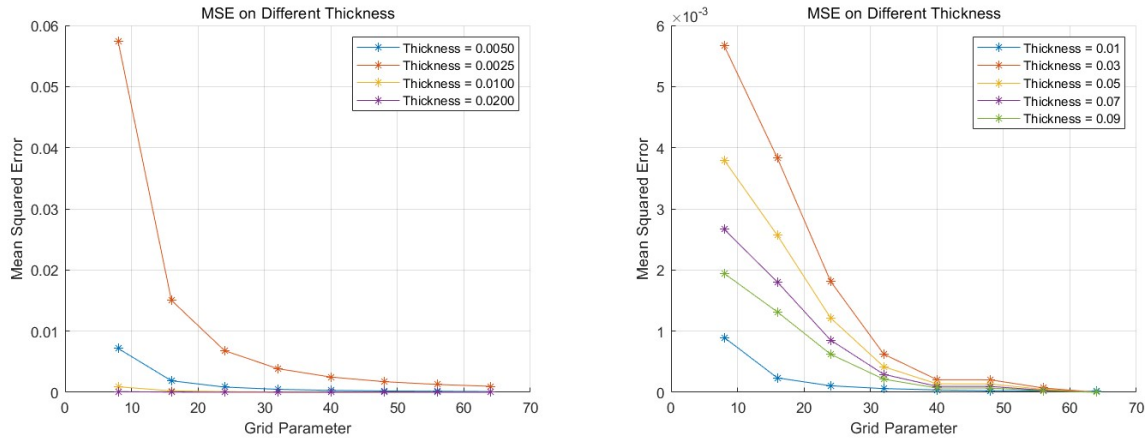 MSE on Different Thickness
0.06
0.05
0.04
0.03
0.02
0.01
0
Mean Squared Error
Thickness = 0.0050
Thickness = 0.0025
Thickness = 0.0100
Thickness = 0.0200
0 10 20 30 40 50 60 70
Grid Parameter
MSE on Different Thickness
×10⁻³
6
5
4
3
2
1
0
Mean Squared Error
Thickness = 0.01
Thickness = 0.03
Thickness = 0.05
Thickness = 0.07
Thickness = 0.09
0 10 20 30 40 50 60 70
Grid Parameter